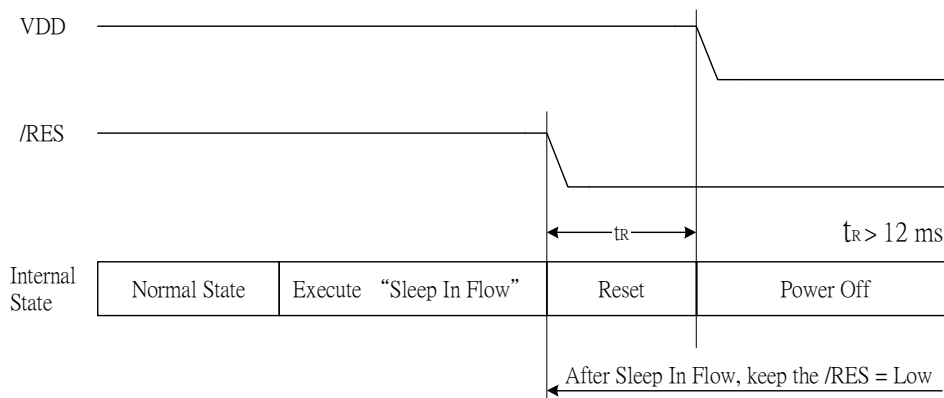 VDD
/RES
tR
tR > 12 ms
Internal
State
Normal State
Execute “Sleep In Flow”
Reset
Power Off
After Sleep In Flow, keep the /RES = Low